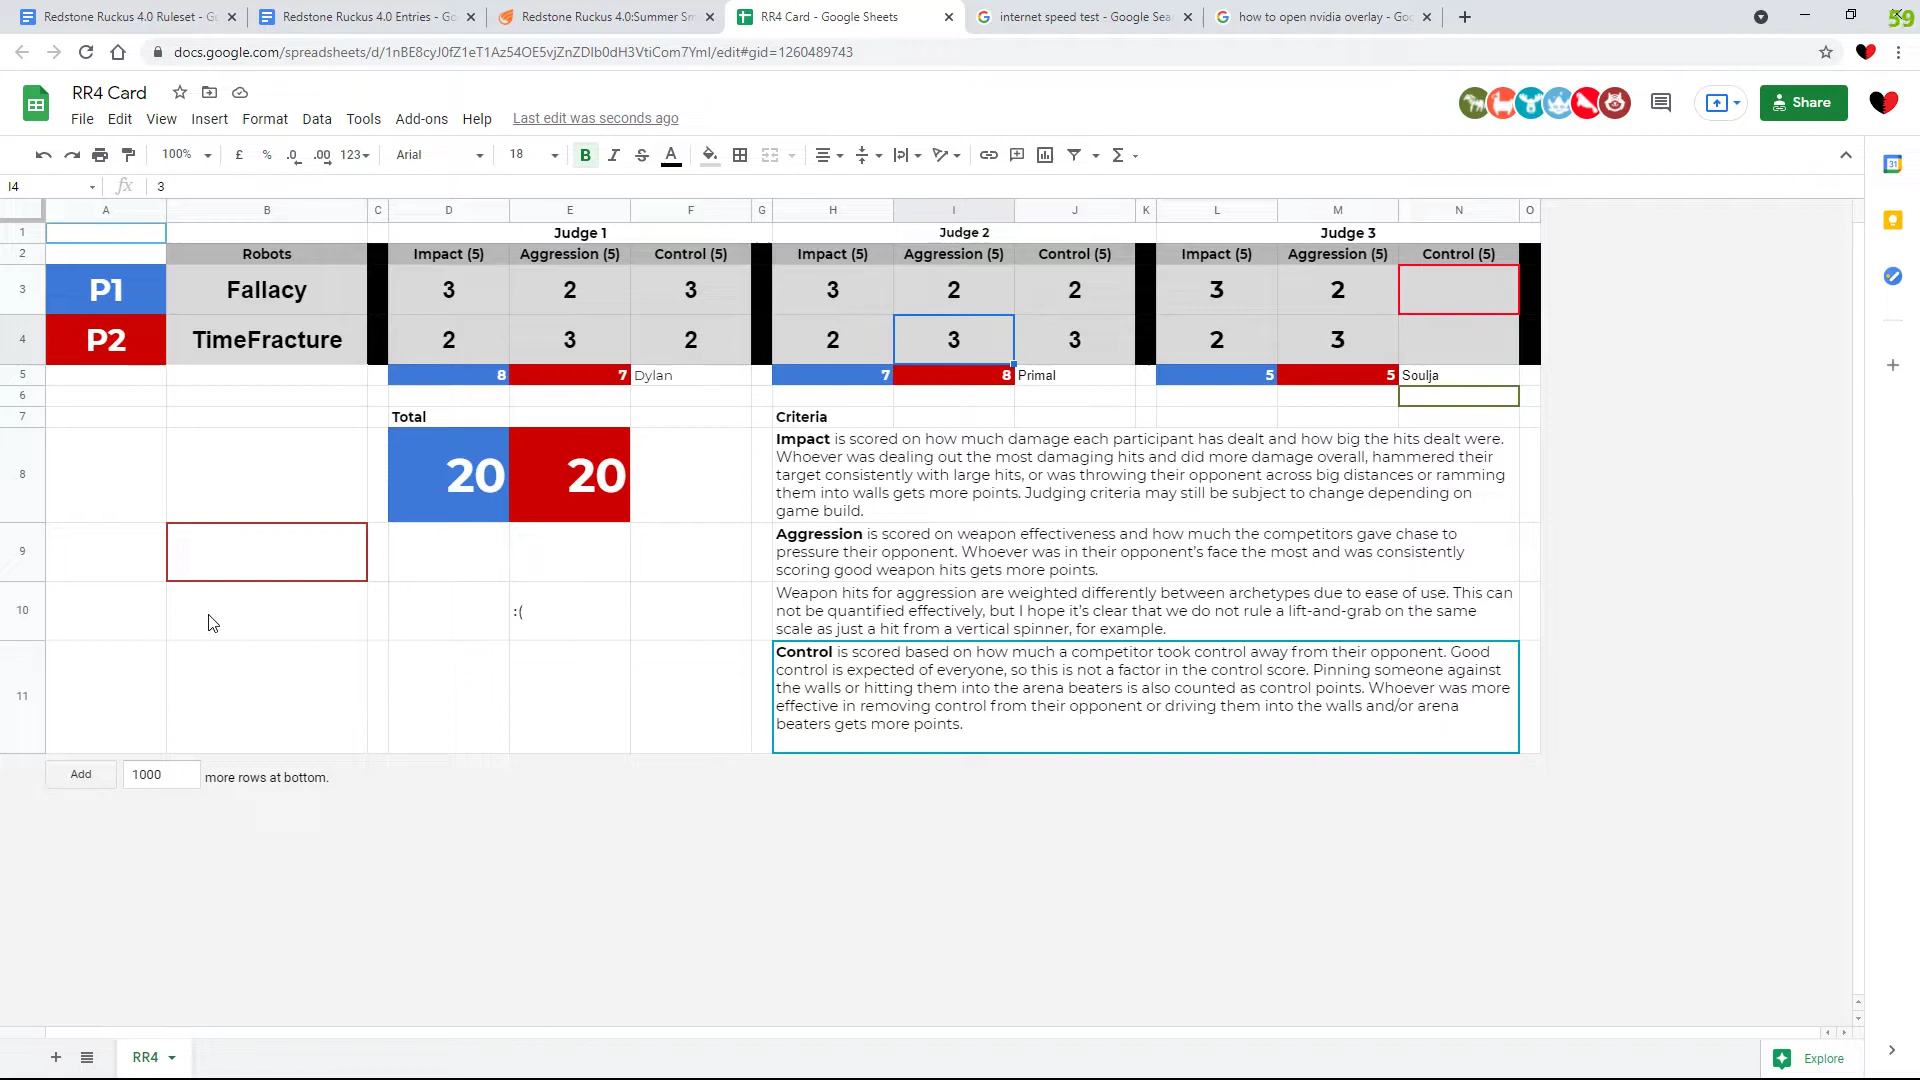 Redstone Ruckus 4.0 Ruleset - G
Redstone Ruckus 4.0 Entries - Go
Redstone Ruckus 4.0:Summer Sm
RR4 Card - Google Sheets
internet speed test - Google Sea
how to open nvidia overlay - Goo
59
docs.google.com/spreadsheets/d/1nBE8cyJ0fZ1eT1Az54OE5vjZnZDlb0dH3VtiCom7YmI/edit#gid=1260489743
RR4 Card
File Edit View Insert Format Data Tools Add-ons Help Last edit was seconds ago
Share
100% £ % .0 .00 123 Arial 18 B I S A Σ
I4 fx 3
A B C D E F G H I J K L M N O
1 Judge 1 Judge 2 Judge 3
2 Robots Impact (5) Aggression (5) Control (5) Impact (5) Aggression (5) Control (5) Impact (5) Aggression (5) Control (5)
3 P1 Fallacy 3 2 3 3 2 2 3 2
4 P2 TimeFracture 2 3 2 2 3 3 2 3
5 8 7 Dylan 7 8 Primal 5 5 Soulja
6
7 Total Criteria
8 20 20
Impact is scored on how much damage each participant has dealt and how big the hits dealt were.
Whoever was dealing out the most damaging hits and did more damage overall, hammered their
target consistently with large hits, or was throwing their opponent across big distances or ramming
them into walls gets more points. Judging criteria may still be subject to change depending on
game build.
9
Aggression is scored on weapon effectiveness and how much the competitors gave chase to
pressure their opponent. Whoever was in their opponent's face the most and was consistently
scoring good weapon hits gets more points.
10 :(
Weapon hits for aggression are weighted differently between archetypes due to ease of use. This can
not be quantified effectively, but I hope it's clear that we do not rule a lift-and-grab on the same
scale as just a hit from a vertical spinner, for example.
11
Control is scored based on how much a competitor took control away from their opponent. Good
control is expected of everyone, so this is not a factor in the control score. Pinning someone against
the walls or hitting them into the arena beaters is also counted as control points. Whoever was more
effective in removing control from their opponent or driving them into the walls and/or arena
beaters gets more points.
Add 1000 more rows at bottom.
RR4
Explore